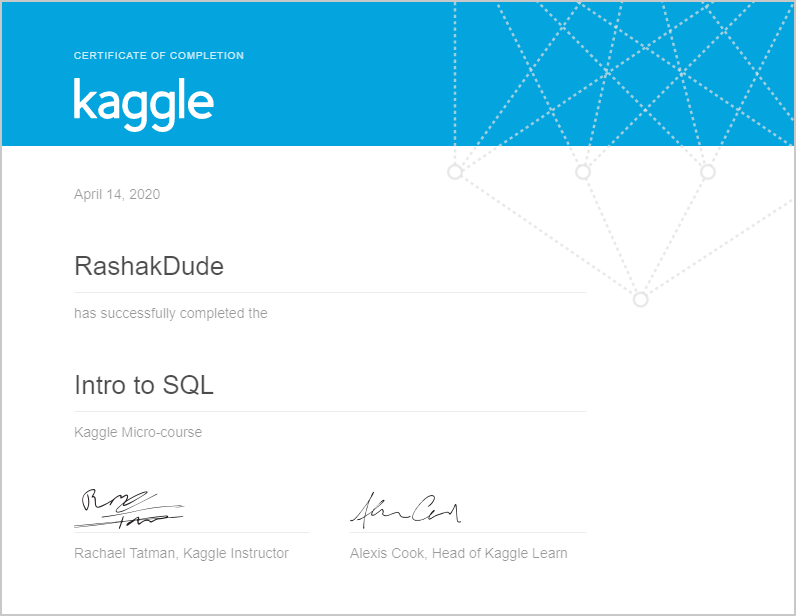 CERTIFICATE OF COMPLETION
kaggle
April 14, 2020
RashakDude
has successfully completed the
Intro to SQL
Kaggle Micro-course
Rachael Tatman, Kaggle Instructor
Alexis Cook, Head of Kaggle Learn